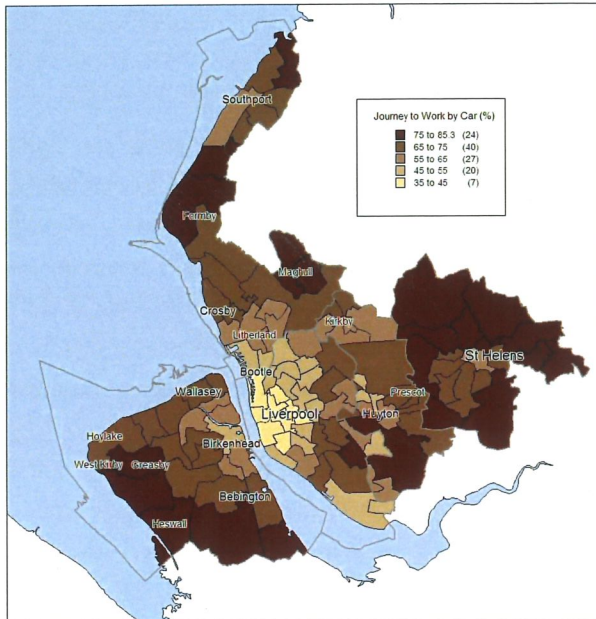 Southport
Journey to Work by Car (%)
75 to 85.3 (24)
65 to 75 (40)
55 to 65 (27)
45 to 55 (20)
35 to 45 (7)
Formby
Maghull
Crosby
Kirkby
Litherland
St Helens
Bootle
Wallasey
Prescot
Liverpool
Huyton
Hoylake
Birkenhead
West Kirby Greasby
Bebington
Heswall